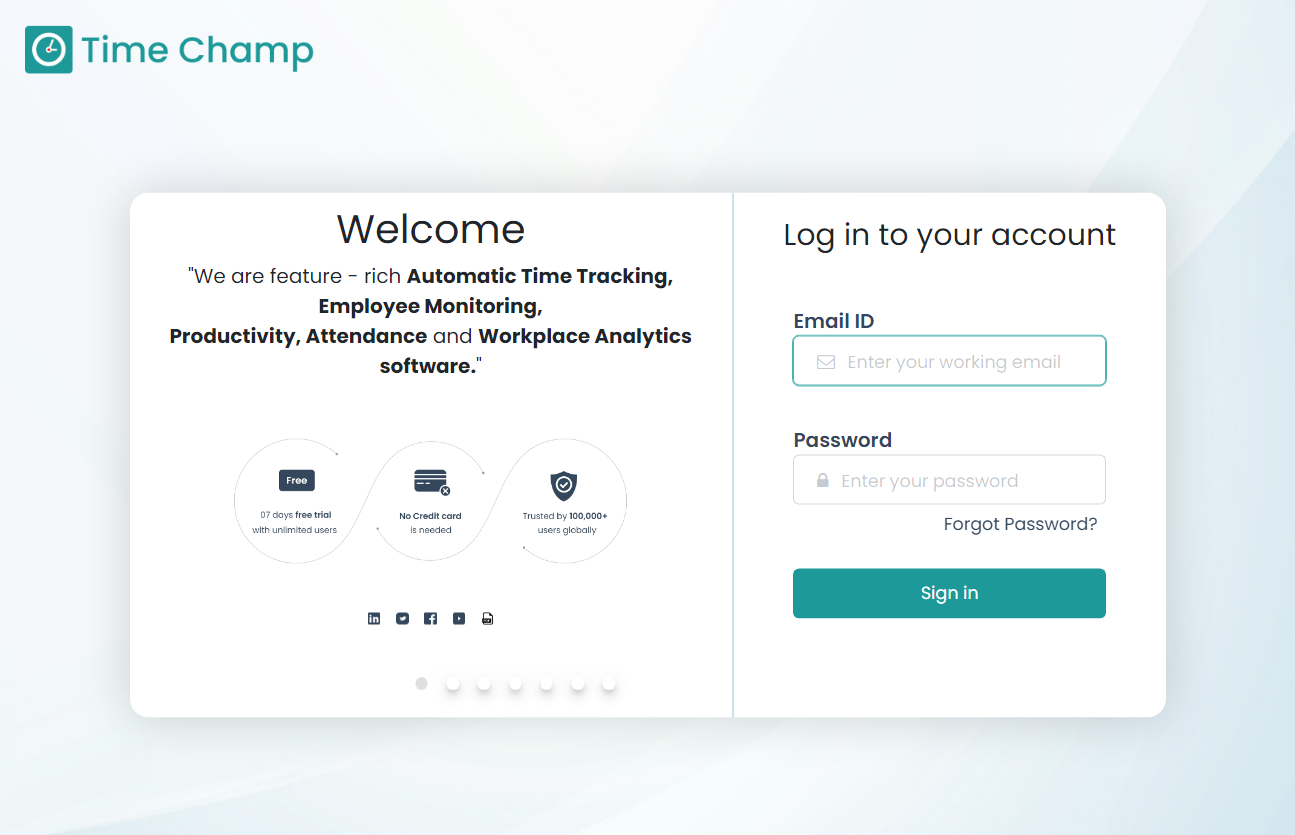 Time Champ
Welcome
"We are feature - rich Automatic Time Tracking,
Employee Monitoring,
Productivity, Attendance and Workplace Analytics
software."
Free
07 days free trial
with unlimited users
No Credit card
is needed
Trusted by 100,000+
users globally
Log in to your account
Email ID
Enter your working email
Password
Enter your password
Forgot Password?
Sign in